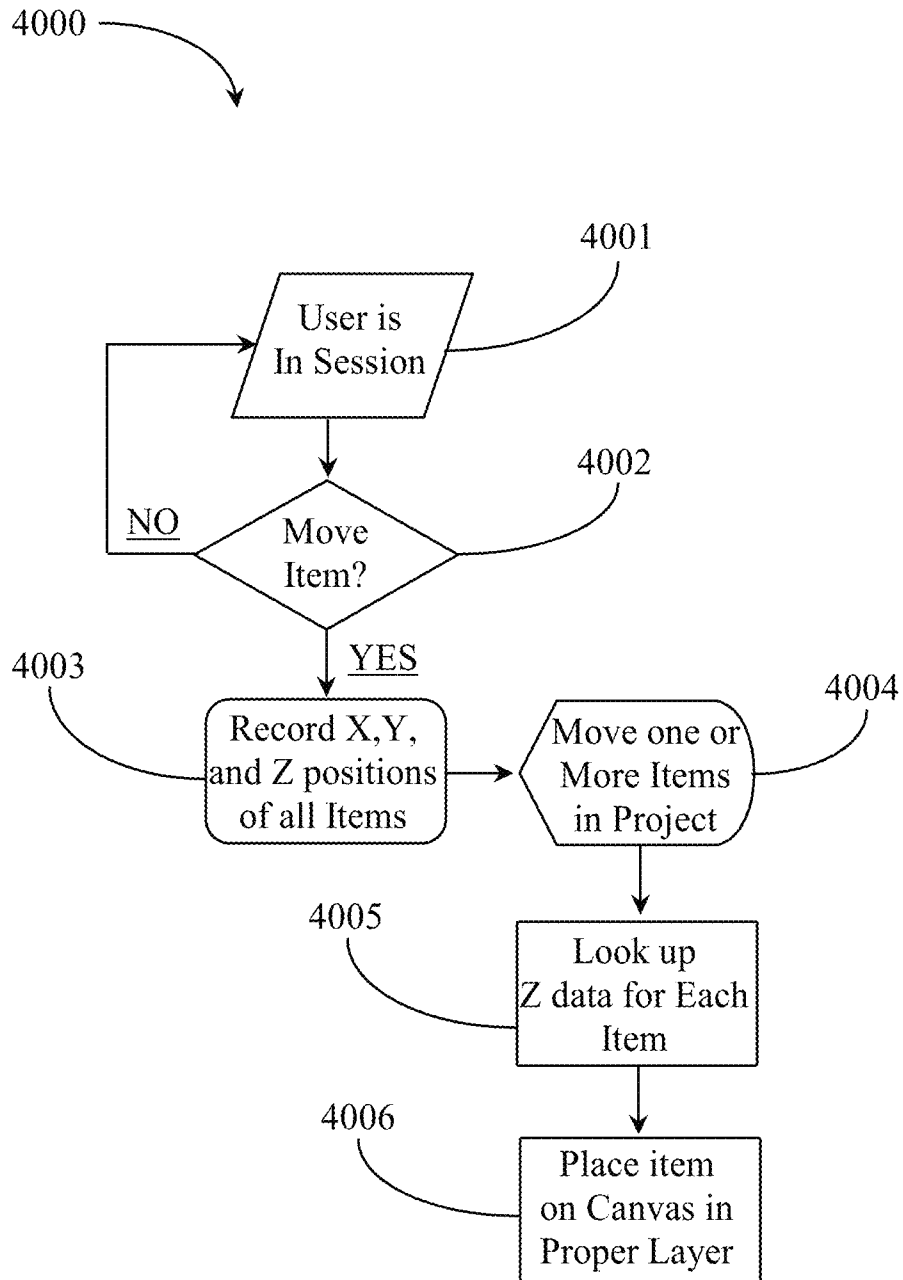 4000
4001
User is
In Session
4002
NO
Move
Item?
YES
4003
Record X,Y,
and Z positions
of all Items
4004
Move one or
More Items
in Project
4005
Look up
Z data for Each
Item
4006
Place item
on Canvas in
Proper Layer